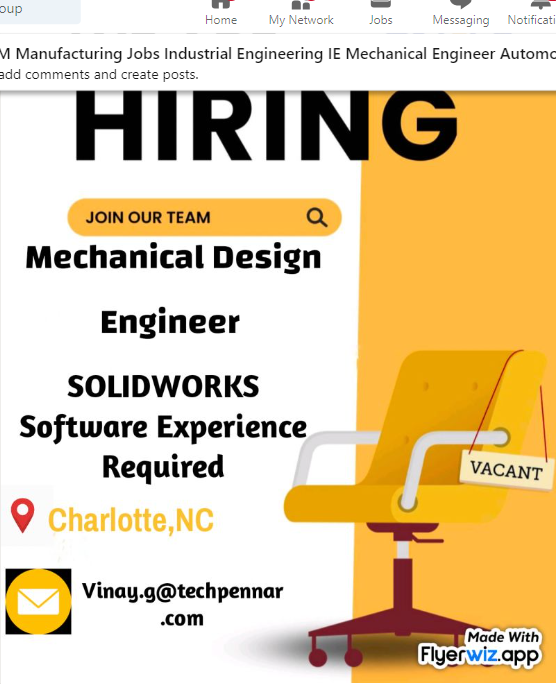 oup
Home
My Network
Jobs
Messaging
Notificati
M Manufacturing Jobs Industrial Engineering IE Mechanical Engineer Automo
add comments and create posts.
HIRING
JOIN OUR TEAM
Mechanical Design
Engineer
SOLIDWORKS
Software Experience
Required
VACANT
Charlotte,NC
Vinay.g@techpennar
.com
Made With
Flyerwiz.app